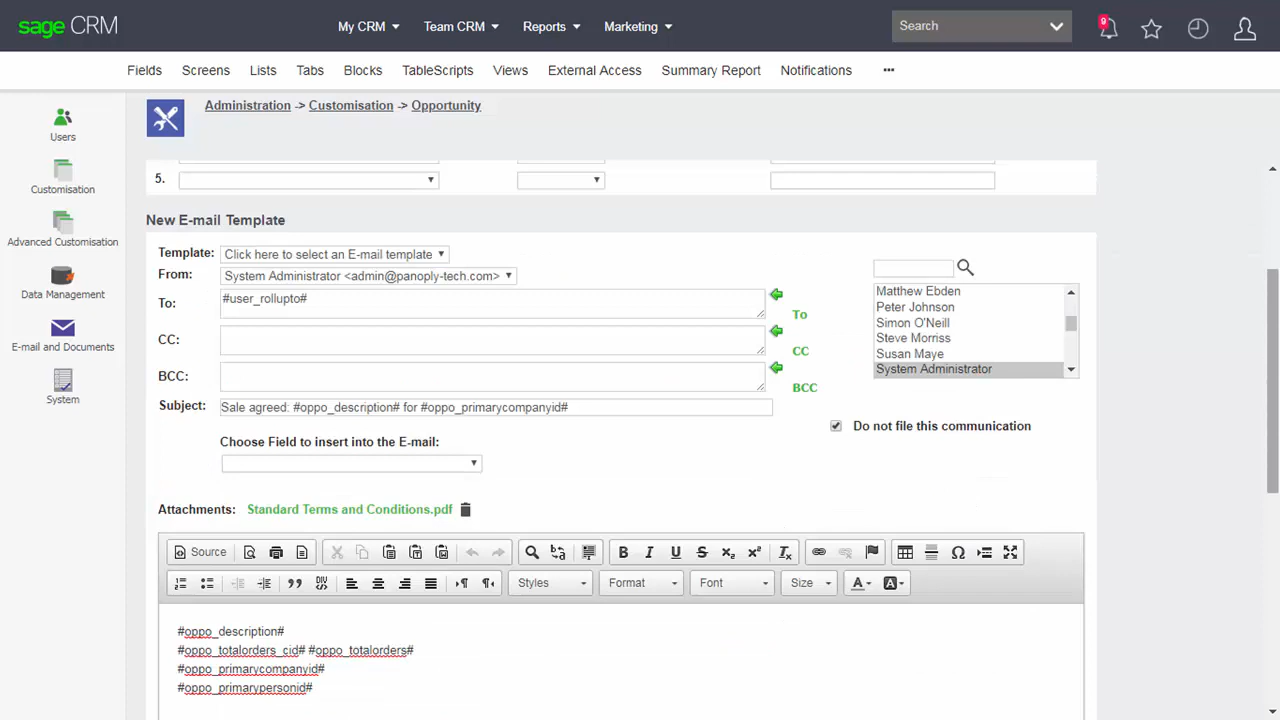 sage CRM
My CRM
Team CRM
Reports
Marketing
Search
9
Fields
Screens
Lists
Tabs
Blocks
TableScripts
Views
External Access
Summary Report
Notifications
Administration -> Customisation -> Opportunity
Users
Customisation
Advanced Customisation
Data Management
E-mail and Documents
System
5.
New E-mail Template
Template: Click here to select an E-mail template
From: System Administrator <admin@panoply-tech.com>
To: #user_rollupto#
To
CC:
CC
BCC:
BCC
Matthew Ebden
Peter Johnson
Simon O'Neill
Steve Morriss
Susan Maye
System Administrator
Subject: Sale agreed: #oppo_description# for #oppo_primarycompanyid#
Do not file this communication
Choose Field to insert into the E-mail:
Attachments: Standard Terms and Conditions.pdf
Source
Styles
Format
Font
Size
#oppo_description#
#oppo_totalorders_cid# #oppo_totalorders#
#oppo_primarycompanyid#
#oppo_primarypersonid#